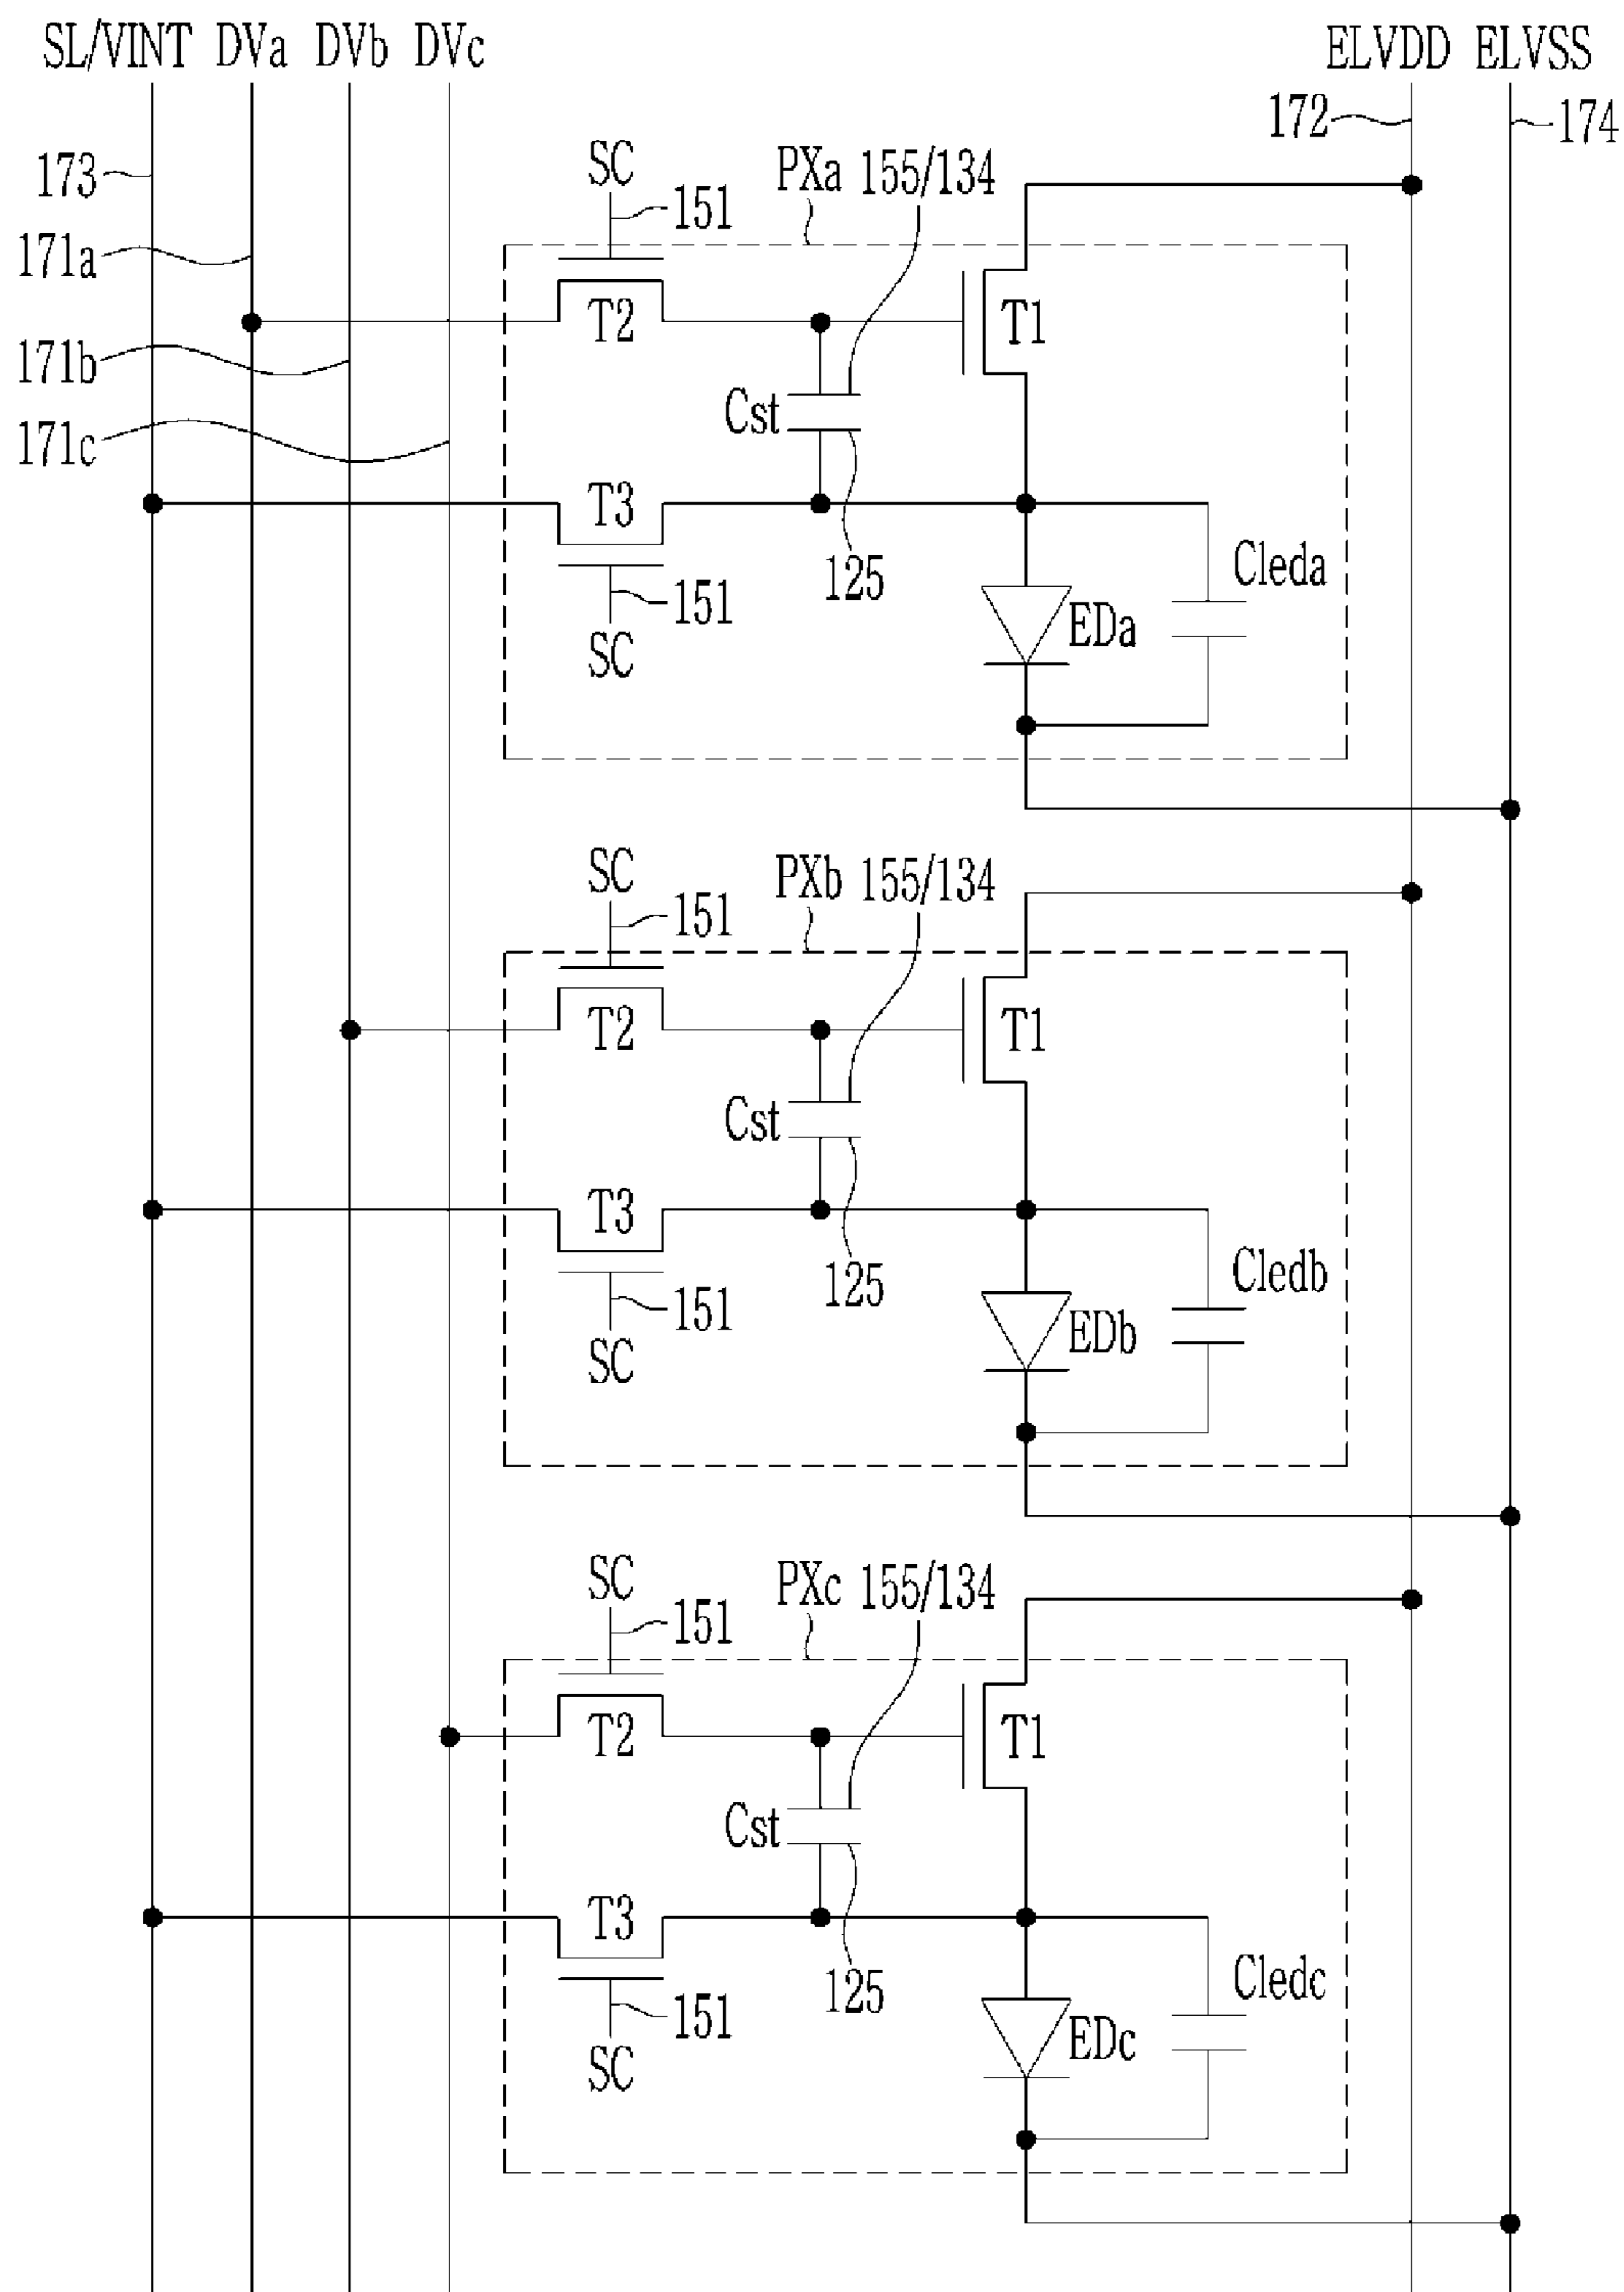 SL/VINT DVa DVb DVc ELVDD ELVSS
172 174
173 SC PXa 155/134
151
171a
T2 T1
171b
Cst
171c
T3
125 Cleda
151 EDa
SC
SC PXb 155/134
151
T2 T1
Cst
T3
125 Cledb
151 EDb
SC
SC PXc 155/134
151
T2 T1
Cst
T3
125 Cledc
151 EDc
SC